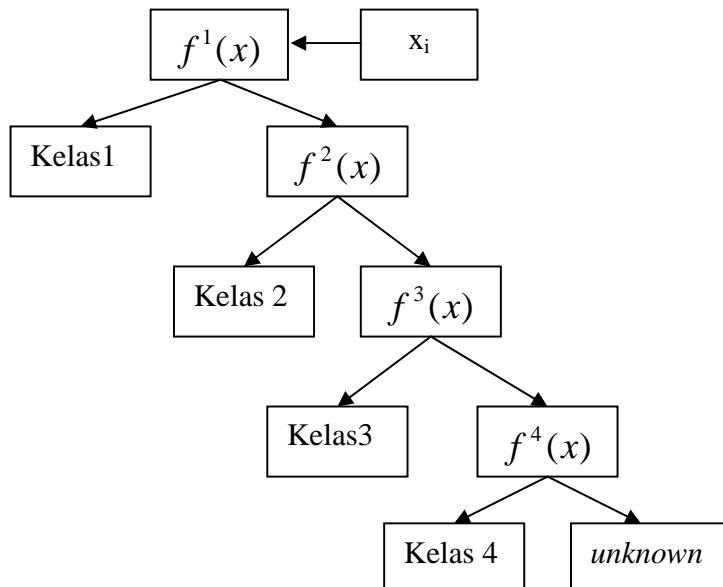 f¹(x)
xᵢ
Kelas1
f²(x)
Kelas 2
f³(x)
Kelas3
f⁴(x)
Kelas 4
unknown